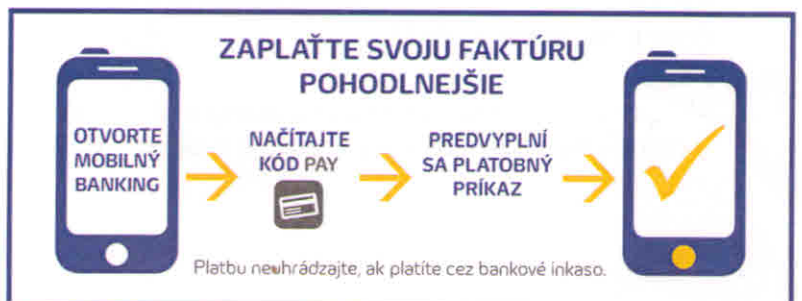 ZAPLAŤTE SVOJU FAKTÚRU
POHODLNEJŠIE
OTVORTE
MOBILNÝ
BANKING
NAČÍTAJTE
KÓD PAY
PREDVYPLNÍ
SA PLATOBNÝ
PRÍKAZ
Platbu neuhrádzajte, ak platíte cez bankové inkaso.